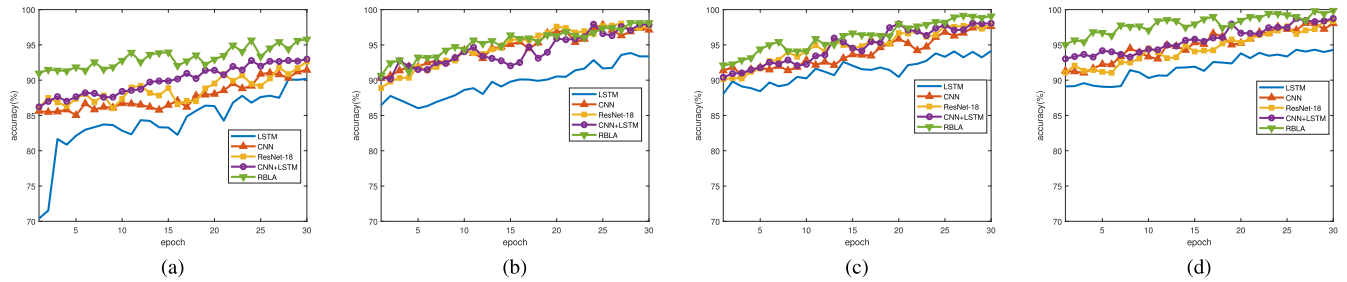 100
95
90
85
80
75
70
accuracy(%)
5 10 15 20 25 30
epoch
LSTM
CNN
ResNet-18
CNN+LSTM
RBLA
(a)
100
95
90
85
80
75
70
accuracy(%)
5 10 15 20 25 30
epoch
LSTM
CNN
ResNet-18
CNN+LSTM
RBLA
(b)
100
95
90
85
80
75
70
accuracy(%)
5 10 15 20 25 30
epoch
LSTM
CNN
ResNet-18
CNN+LSTM
RBLA
(c)
100
95
90
85
80
75
70
accuracy(%)
5 10 15 20 25 30
epoch
LSTM
CNN
ResNet-18
CNN+LSTM
RBLA
(d)